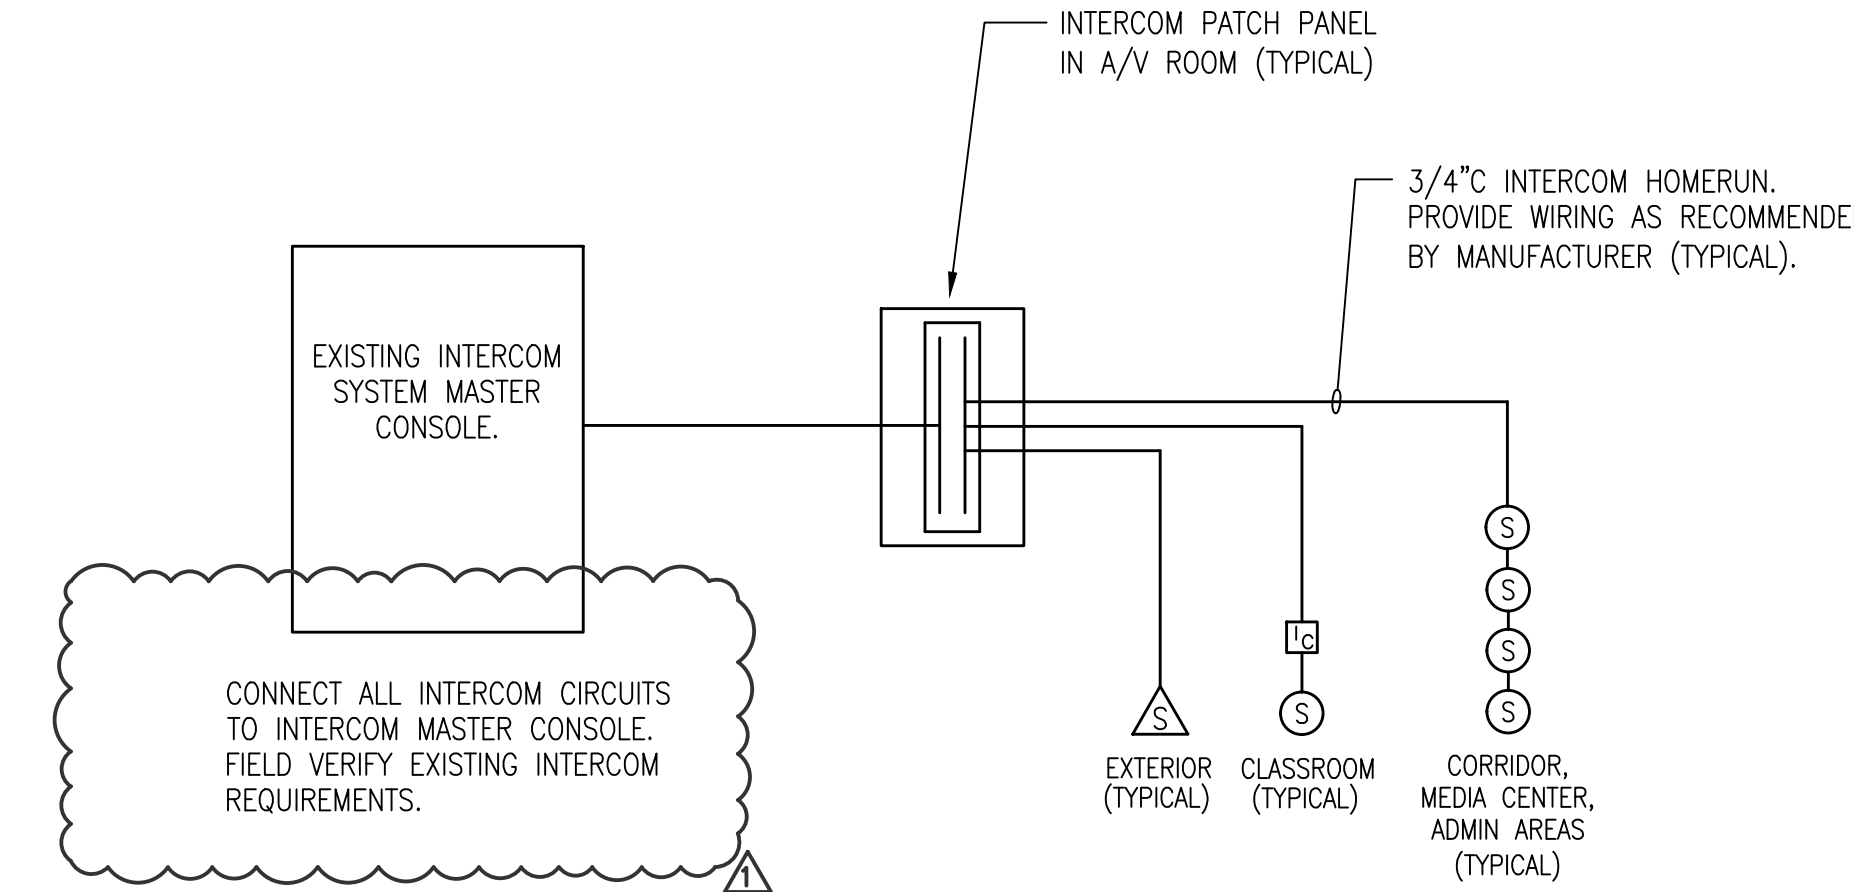 INTERCOM PATCH PANEL
IN A/V ROOM (TYPICAL)
3/4"C INTERCOM HOMERUN.
PROVIDE WIRING AS RECOMMENDE
BY MANUFACTURER (TYPICAL).
EXISTING INTERCOM
SYSTEM MASTER
CONSOLE.
CONNECT ALL INTERCOM CIRCUITS
TO INTERCOM MASTER CONSOLE.
FIELD VERIFY EXISTING INTERCOM
REQUIREMENTS.
1
S
S
S
S
IC
S
S
EXTERIOR
(TYPICAL)
CLASSROOM
(TYPICAL)
CORRIDOR,
MEDIA CENTER,
ADMIN AREAS
(TYPICAL)